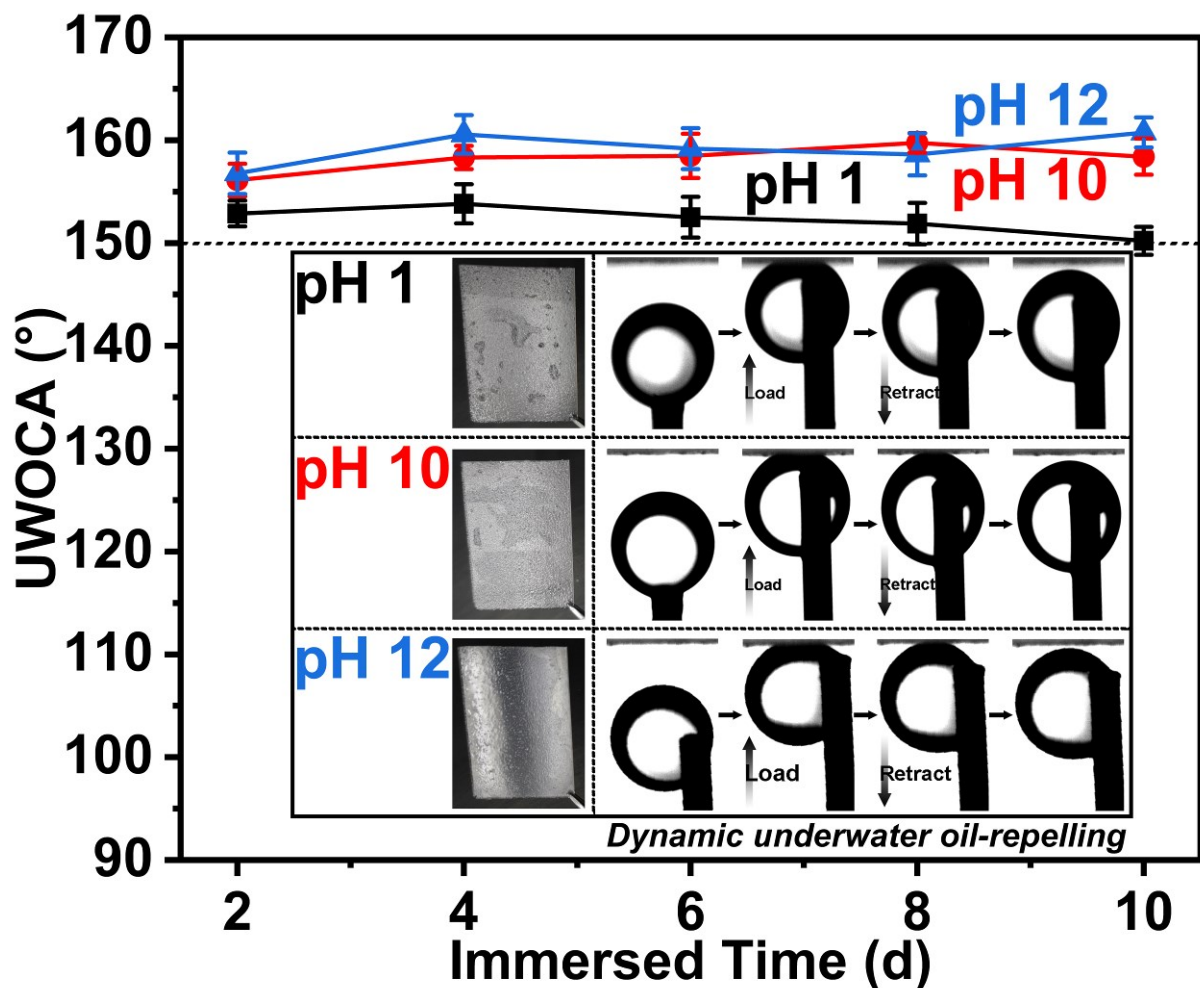 170
160
150
140
130
120
110
100
90
UWOCA (°)
pH 12
pH 1
pH 10
pH 1
Load
Retract
pH 10
Load
Retract
pH 12
Load
Retract
Dynamic underwater oil-repelling
2 4 6 8 10
Immersed Time (d)